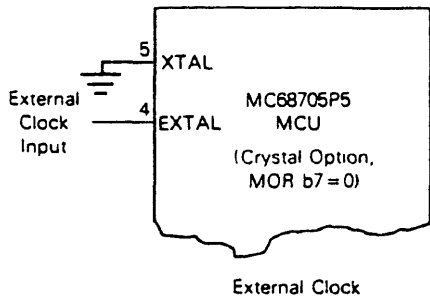 5
XTAL
External
Clock
Input
4
EXTAL
MC68705P5
MCU
(Crystal Option,
MOR b7=0)
External Clock